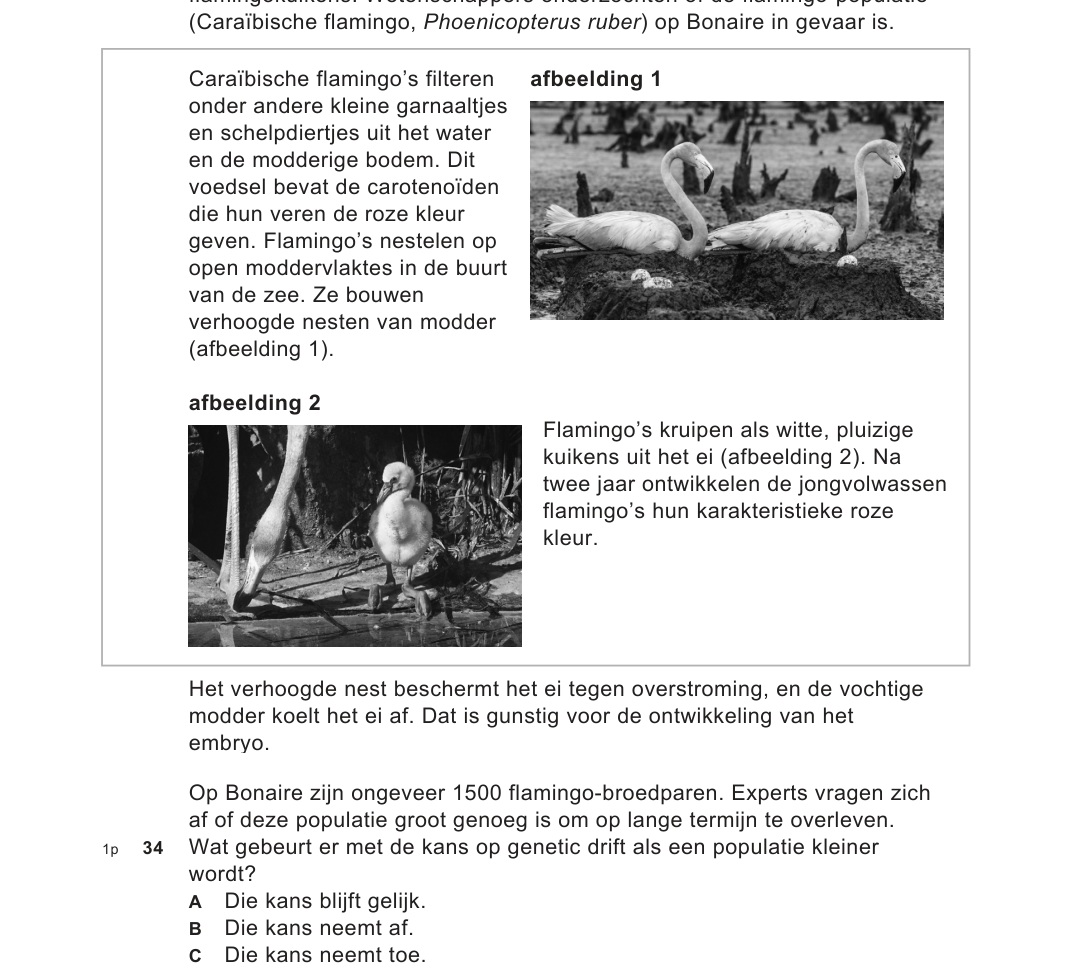 (Caraïbische flamingo, Phoenicopterus ruber) op Bonaire in gevaar is.
Caraïbische flamingo's filteren
onder andere kleine garnaaltjes
en schelpdiertjes uit het water
en de modderige bodem. Dit
voedsel bevat de carotenoïden
die hun veren de roze kleur
geven. Flamingo's nestelen op
open moddervlaktes in de buurt
van de zee. Ze bouwen
verhoogde nesten van modder
(afbeelding 1).
afbeelding 1
afbeelding 2
Flamingo's kruipen als witte, pluizige
kuikens uit het ei (afbeelding 2). Na
twee jaar ontwikkelen de jongvolwassen
flamingo's hun karakteristieke roze
kleur.
Het verhoogde nest beschermt het ei tegen overstroming, en de vochtige
modder koelt het ei af. Dat is gunstig voor de ontwikkeling van het
embryo.
Op Bonaire zijn ongeveer 1500 flamingo-broedparen. Experts vragen zich
af of deze populatie groot genoeg is om op lange termijn te overleven.
1p 34 Wat gebeurt er met de kans op genetic drift als een populatie kleiner
wordt?
A Die kans blijft gelijk.
B Die kans neemt af.
C Die kans neemt toe.